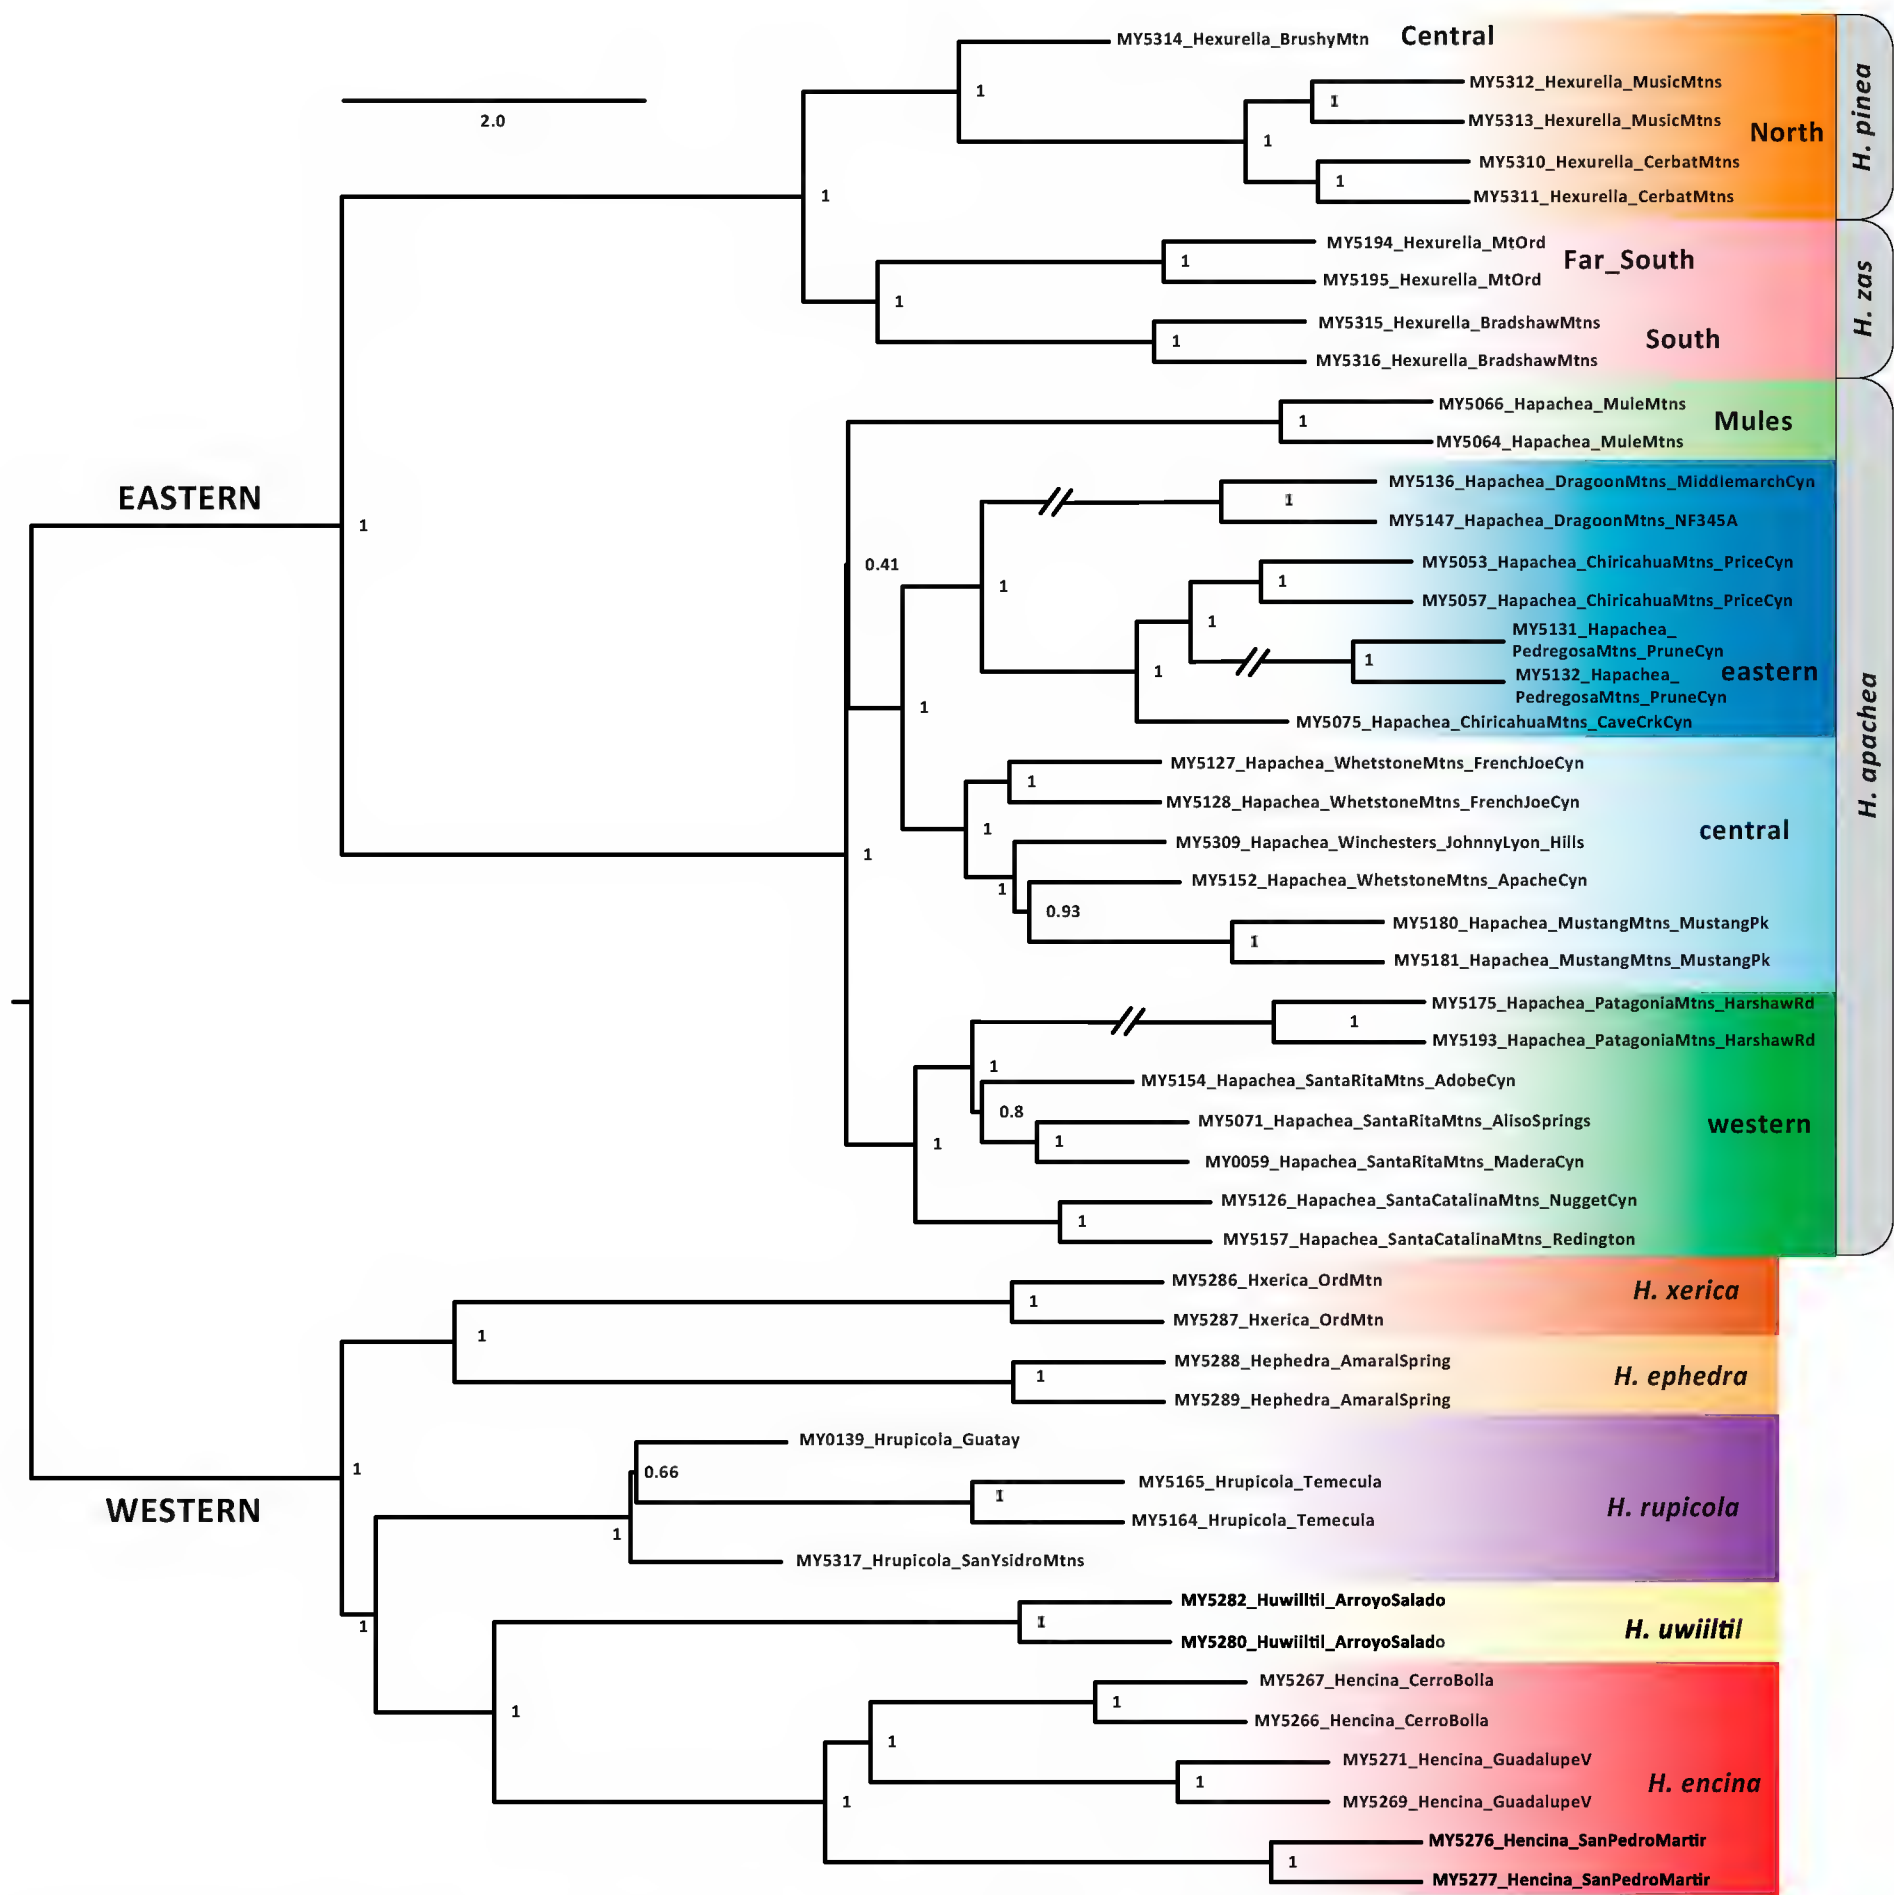 MY5314_Hexurella_BrushyMtn Central
1
MY5312_Hexurella_MusicMtns
1
MY5313_Hexurella_MusicMtns
2.0
North
1
MY5310_Hexurella_CerbatMtns
1
MY5311_Hexurella_CerbatMtns
H. pinea
1
MY5194_Hexurella_MtOrd
1
Far_South
MY5195_Hexurella_MtOrd
1
H. zas
MY5315_Hexurella_BradshawMtns
1
South
MY5316_Hexurella_BradshawMtns
MY5066_Hapachea_MuleMtns
1
Mules
MY5064_Hapachea_MuleMtns
MY5136_Hapachea_DragoonMtns_MiddlemarchCyn
EASTERN
1
MY5147_Hapachea_DragoonMtns_NF345A
1
0.41
MY5053_Hapachea_ChiricahuaMtns_PriceCyn
1
1
MY5057_Hapachea_ChiricahuaMtns_PriceCyn
1
MY5131_Hapachea_
PedregosaMtns_PruneCyn
1
1
MY5132_Hapachea_
PedregosaMtns_PruneCyn
eastern
1
MY5075_Hapachea_ChiricahuaMtns_CaveCrkCyn
H. apachea
MY5127_Hapachea_WhetstoneMtns_FrenchJoeCyn
1
MY5128_Hapachea_WhetstoneMtns_FrenchJoeCyn
1
central
MY5309_Hapachea_Winchesters_JohnnyLyon_Hills
1
MY5152_Hapachea_WhetstoneMtns_ApacheCyn
1
0.93
MY5180_Hapachea_MustangMtns_MustangPk
1
MY5181_Hapachea_MustangMtns_MustangPk
MY5175_Hapachea_PatagoniaMtns_HarshawRd
1
MY5193_Hapachea_PatagoniaMtns_HarshawRd
1
MY5154_Hapachea_SantaRitaMtns_AdobeCyn
0.8
MY5071_Hapachea_SantaRitaMtns_AlisoSprings
western
1
1
MY0059_Hapachea_SantaRitaMtns_MaderaCyn
MY5126_Hapachea_SantaCatalinaMtns_NuggetCyn
1
MY5157_Hapachea_SantaCatalinaMtns_Redington
MY5286_Hxerica_OrdMtn
1
H. xerica
MY5287_Hxerica_OrdMtn
1
MY5288_Hephedra_AmaralSpring
1
H. ephedra
MY5289_Hephedra_AmaralSpring
MY0139_Hrupicola_Guatay
1
0.66
MY5165_Hrupicola_Temecula
1
WESTERN
H. rupicola
MY5164_Hrupicola_Temecula
1
MY5317_Hrupicola_SanYsidroMtns
MY5282_Huwilltil_ArroyoSalado
1
1
H. uwiiltil
MY5280_Huwiiltil_ArroyoSalado
MY5267_Hencina_CerroBolla
1
1
MY5266_Hencina_CerroBolla
1
MY5271_Hencina_GuadalupeV
1
H. encina
1
MY5269_Hencina_GuadalupeV
MY5276_Hencina_SanPedroMartir
1
MY5277_Hencina_SanPedroMartir